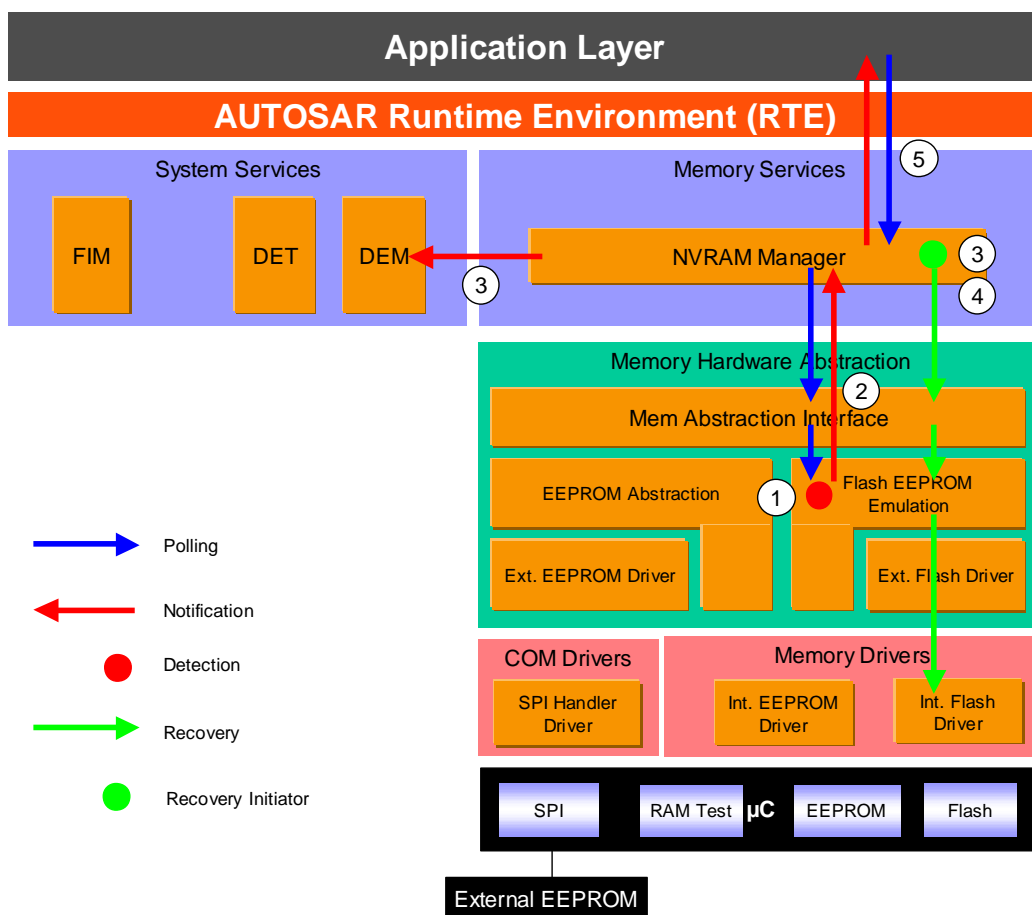 Application Layer
AUTOSAR Runtime Environment (RTE)
System Services
Memory Services
5
FIM
DET
DEM
NVRAM Manager
3
3
4
Memory Hardware Abstraction
2
Mem Abstraction Interface
EEPROM Abstraction
1
Flash EEPROM
Emulation
Ext. EEPROM Driver
Ext. Flash Driver
Polling
Notification
Detection
Recovery
Recovery Initiator
COM Drivers
Memory Drivers
SPI Handler
Driver
Int. EEPROM
Driver
Int. Flash
Driver
SPI
RAM Test
µC
EEPROM
Flash
External EEPROM